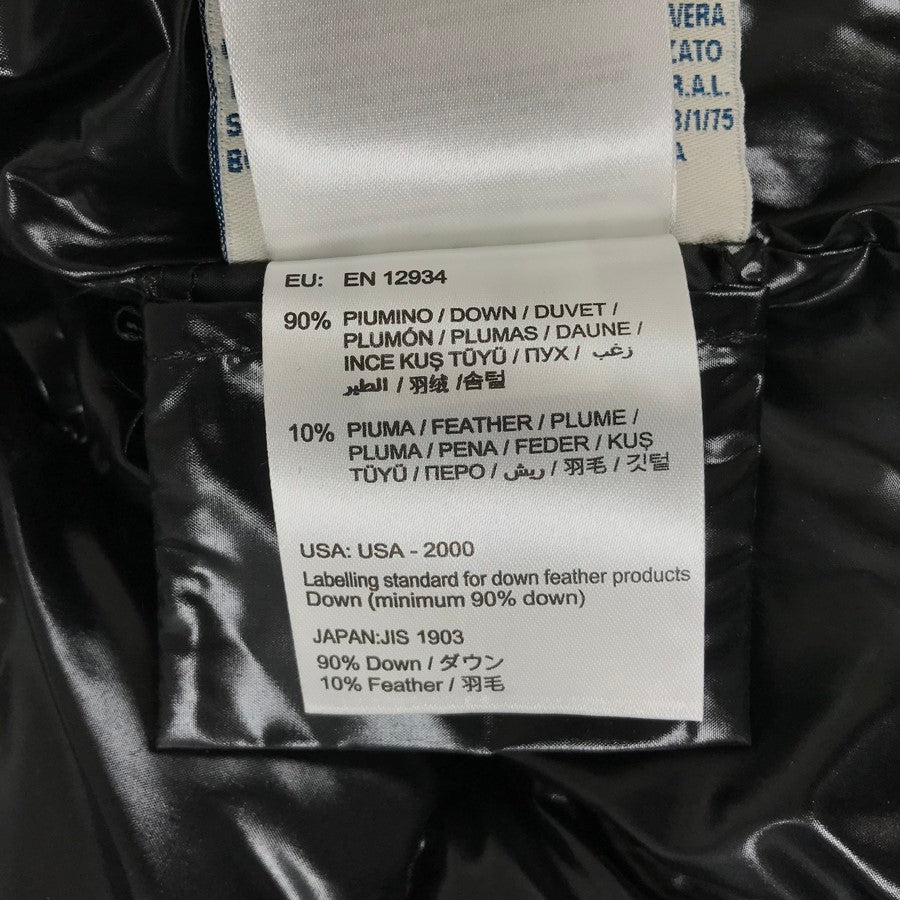 VERA
ZATO
R.A.L.
3/1/75
A
EU: EN 12934
90% PIUMINO / DOWN / DUVET /
PLUMÓN / PLUMAS / DAUNE /
INCE KUŞ TÜYÜ / ПУХ / زغب
الطير / 羽绒 /솜털
10% PIUMA / FEATHER / PLUME /
PLUMA / PENA / FEDER / KUŞ
TÜYÜ / ПЕРО / ريش / 羽毛 / 깃털
USA: USA - 2000
Labelling standard for down feather products
Down (minimum 90% down)
JAPAN:JIS 1903
90% Down / ダウン
10% Feather / 羽毛